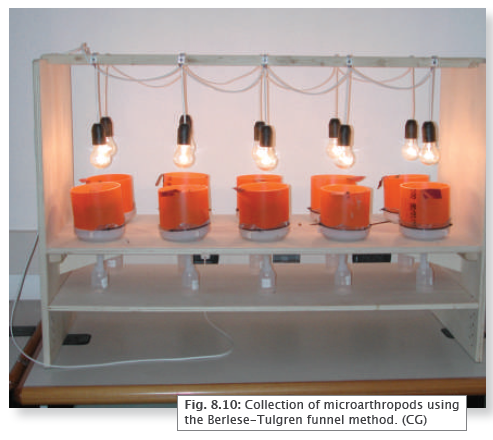 Fig. 8.10: Collection of microarthropods using
the Berlese-Tulgren funnel method. (CG)